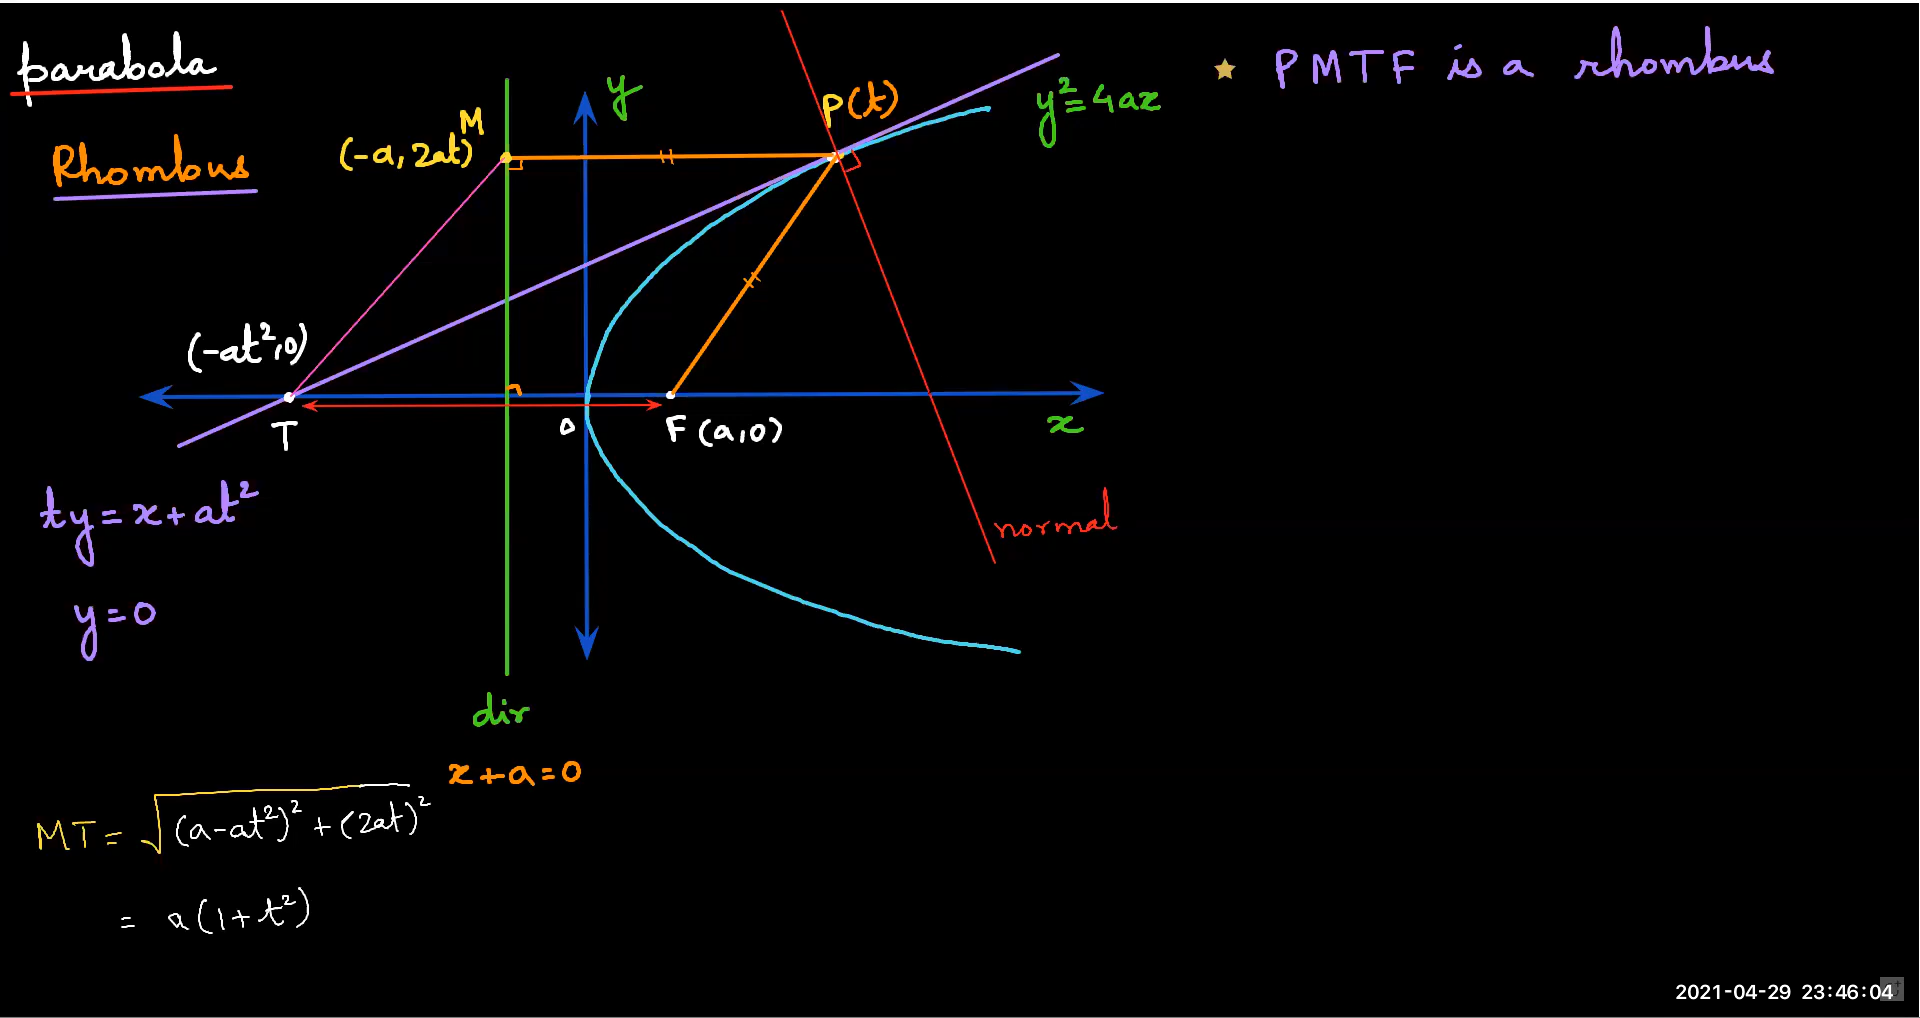 parabola
Rhombus
★ PMTF is a rhombus
y
P(t)
y²=4ax
M
(-a, 2at)
(-at²,0)
T
O
F(a,0)
x
ty=x+at²
normal
y=0
dir
x+a=0
MT=√(a-at²)²+(2at)²
= a(1+t²)
2021-04-29 23:46:04